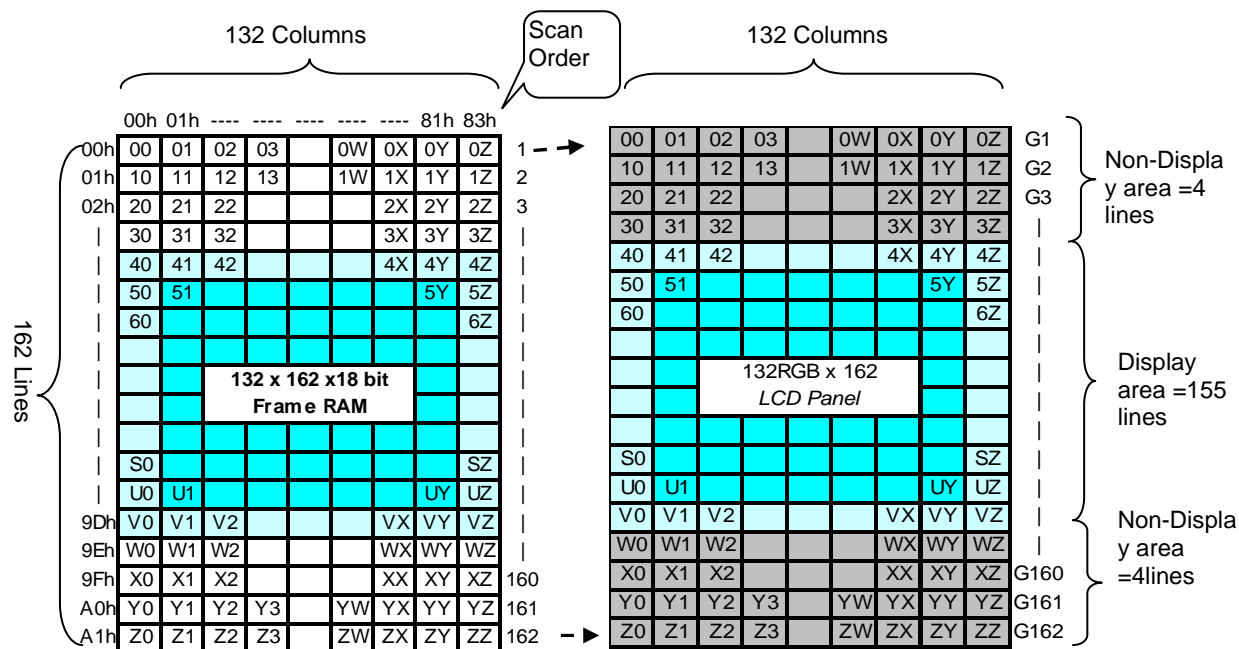 132 Columns
Scan
Order
132 Columns
00h 01h ---- ---- ---- ---- ---- 81h 83h
00h 00 01 02 03 0W 0X 0Y 0Z 1
01h 10 11 12 13 1W 1X 1Y 1Z 2
02h 20 21 22 2X 2Y 2Z 3
30 31 32 3X 3Y 3Z
40 41 42 4X 4Y 4Z
50 51 5Y 5Z
60 6Z
132 x 162 x18 bit
Frame RAM
S0 SZ
U0 U1 UY UZ
9Dh V0 V1 V2 VX VY VZ
9Eh W0 W1 W2 WX WY WZ
9Fh X0 X1 X2 XX XY XZ 160
A0h Y0 Y1 Y2 Y3 YW YX YY YZ 161
A1h Z0 Z1 Z2 Z3 ZW ZX ZY ZZ 162
162 Lines
00 01 02 03 0W 0X 0Y 0Z G1
10 11 12 13 1W 1X 1Y 1Z G2
20 21 22 2X 2Y 2Z G3
30 31 32 3X 3Y 3Z
40 41 42 4X 4Y 4Z
50 51 5Y 5Z
60 6Z
132RGB x 162
LCD Panel
S0 SZ
U0 U1 UY UZ
V0 V1 V2 VX VY VZ
W0 W1 W2 WX WY WZ
X0 X1 X2 XX XY XZ G160
Y0 Y1 Y2 Y3 YW YX YY YZ G161
Z0 Z1 Z2 Z3 ZW ZX ZY ZZ G162
Non-Displa
y area =4
lines
Display
area =155
lines
Non-Displa
y area
=4lines